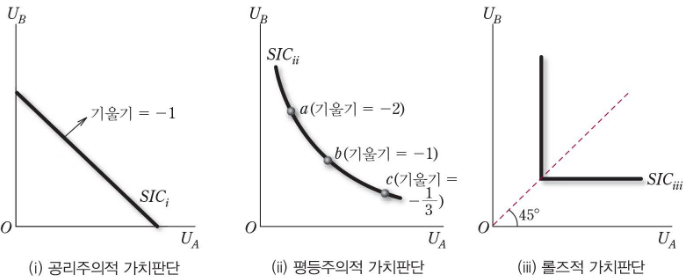 U_B
기울기 = -1
SIC_i
O
U_A
(i) 공리주의적 가치판단
U_B
SIC_ii
a(기울기 = -2)
b(기울기 = -1)
c(기울기 =
-1/3)
O
U_A
(ii) 평등주의적 가치판단
U_B
SIC_iii
45°
O
U_A
(iii) 롤즈적 가치판단